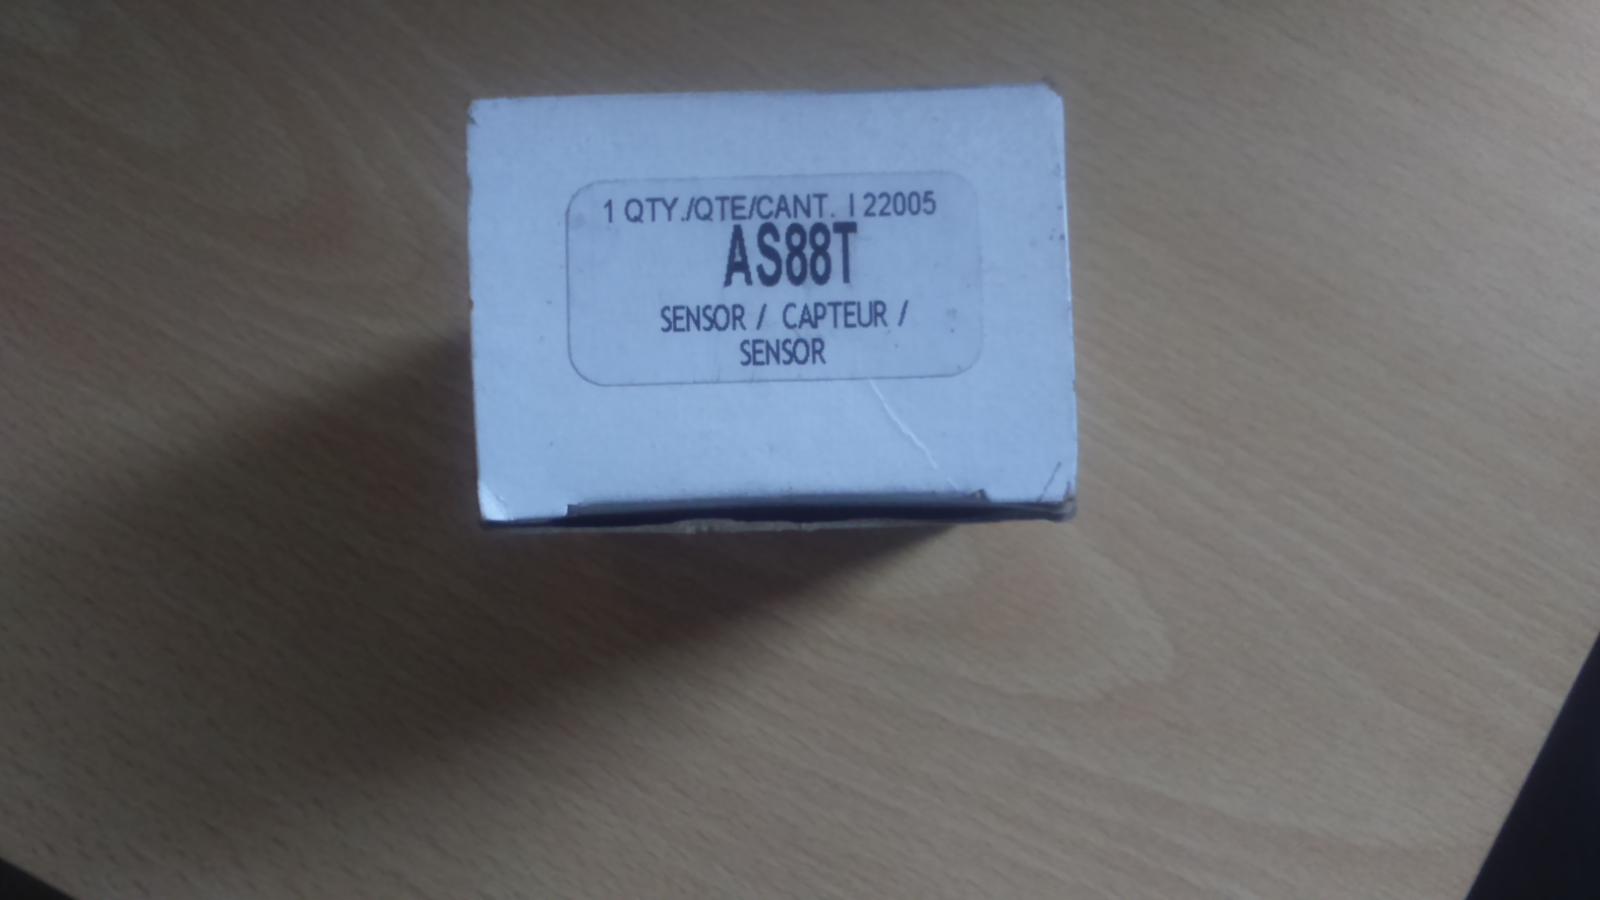 1 QTY./QTE/CANT. I 22005
AS88T
SENSOR / CAPTEUR /
SENSOR